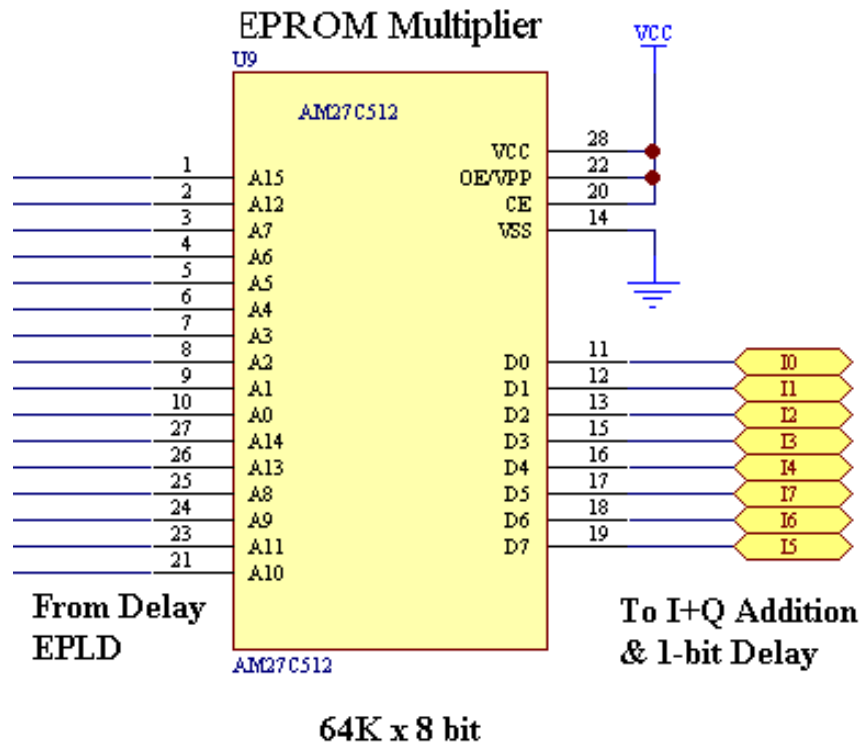 EPROM Multiplier
VCC
U9
AM27C512
1 A15
2 A12
3 A7
4 A6
5 A5
6 A4
7 A3
8 A2
9 A1
10 A0
27 A14
26 A13
25 A8
24 A9
23 A11
21 A10
VCC 28
OE/VPP 22
CE 20
VSS 14
D0 11 I0
D1 12 I1
D2 13 I2
D3 15 I3
D4 16 I4
D5 17 I7
D6 18 I6
D7 19 I5
From Delay
EPLD
To I+Q Addition
& 1-bit Delay
AM27C512
64K x 8 bit